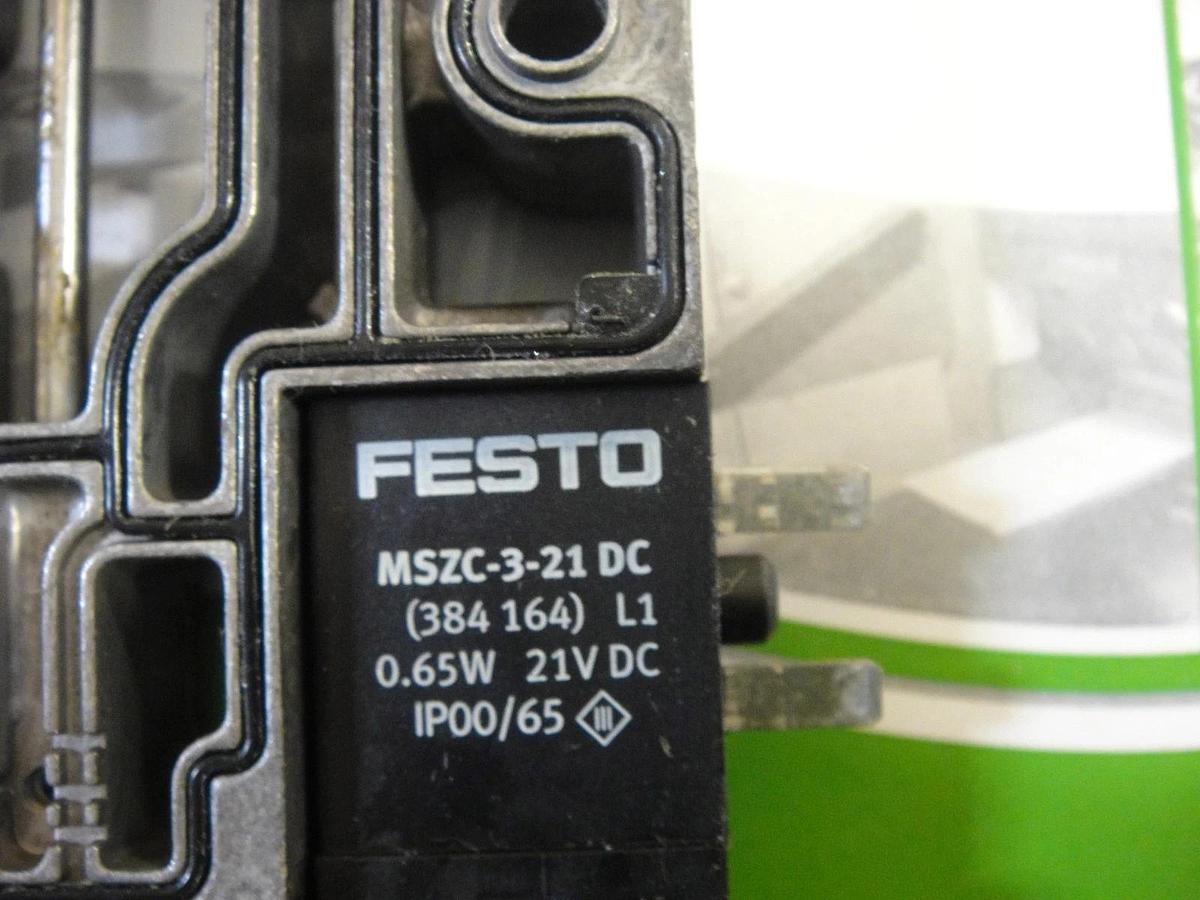 FESTO
MSZC-3-21 DC
(384 164) L1
0.65W 21V DC
IP00/65